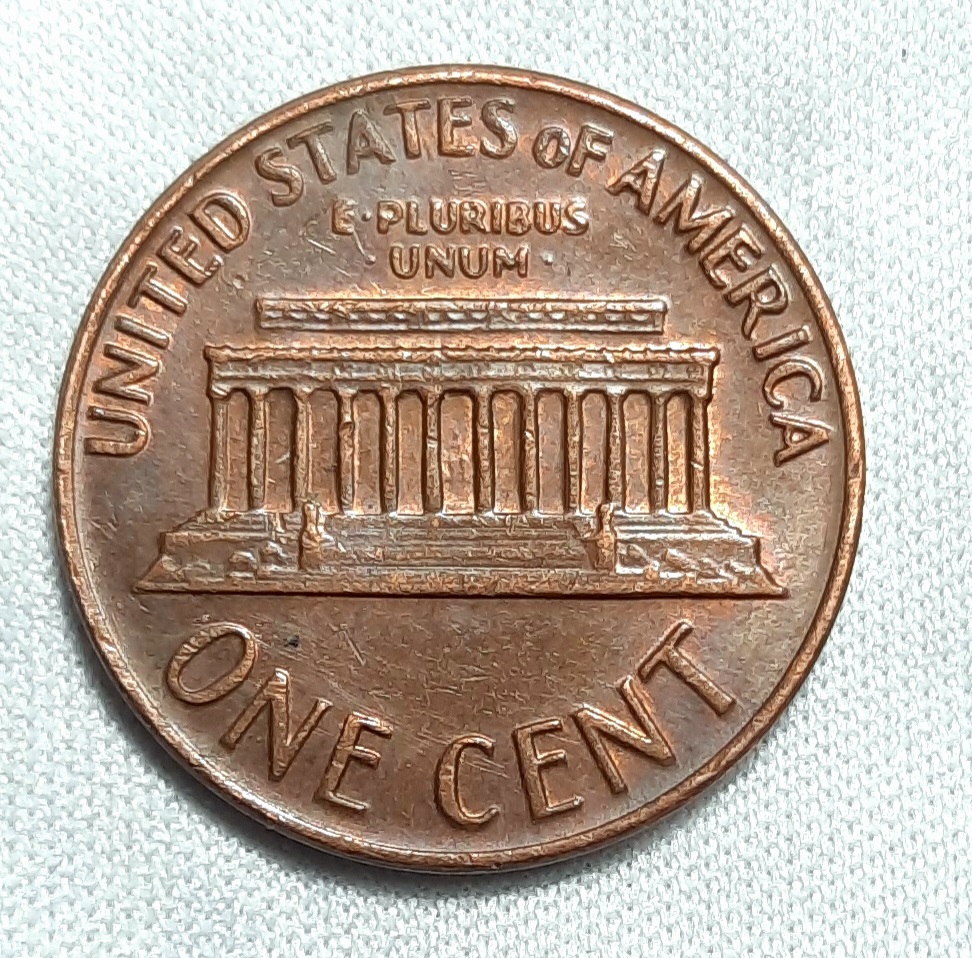 UNITED STATES OF AMERICA
E·PLURIBUS
UNUM
ONE CENT